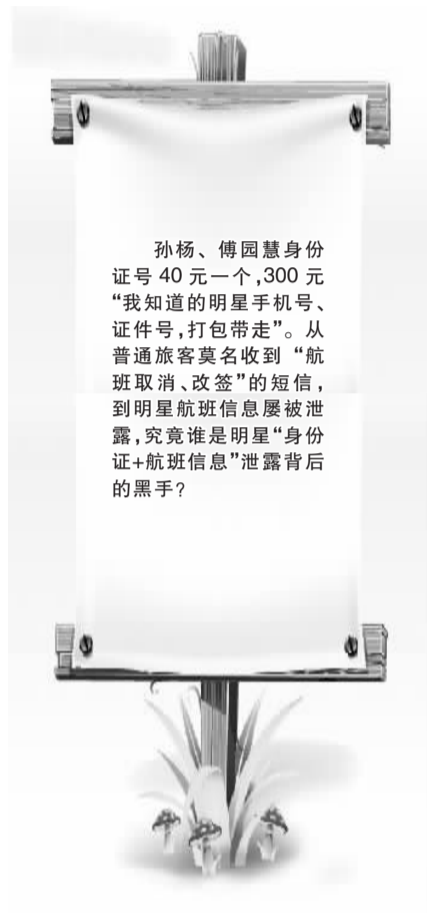 孙杨、傅园慧身份
证号 40 元一个,300 元
“我知道的明星手机号、
证件号,打包带走”。从
普通旅客莫名收到 “航
班取消、改签”的短信,
到明星航班信息屡被泄
露,究竟谁是明星“身份
证+航班信息”泄露背后
的黑手?